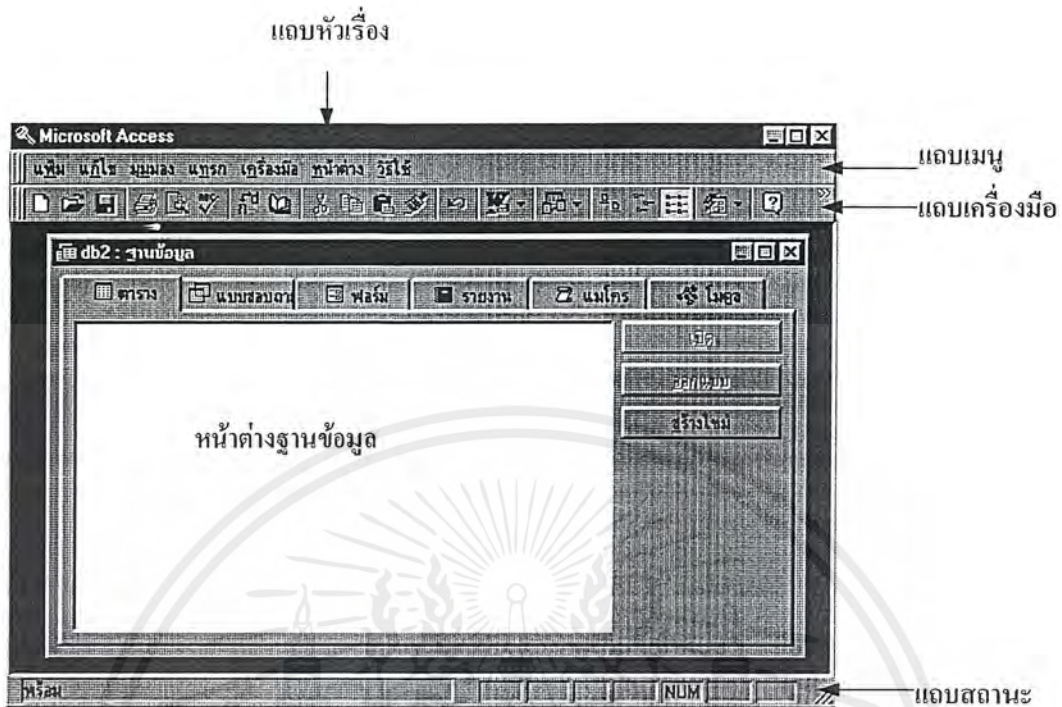 แถบหัวเรื่อง
Microsoft Access
แฟ้ม แก้ไข มุมมอง แทรก เครื่องมือ หน้าต่าง วิธีใช้
แถบเมนู
แถบเครื่องมือ
db2 : ฐานข้อมูล
ตาราง แบบสอบถาม ฟอร์ม รายงาน แมโคร โมดูล
เปิด
ออกแบบ
สร้างใหม่
หน้าต่างฐานข้อมูล
พร้อม NUM
แถบสถานะ